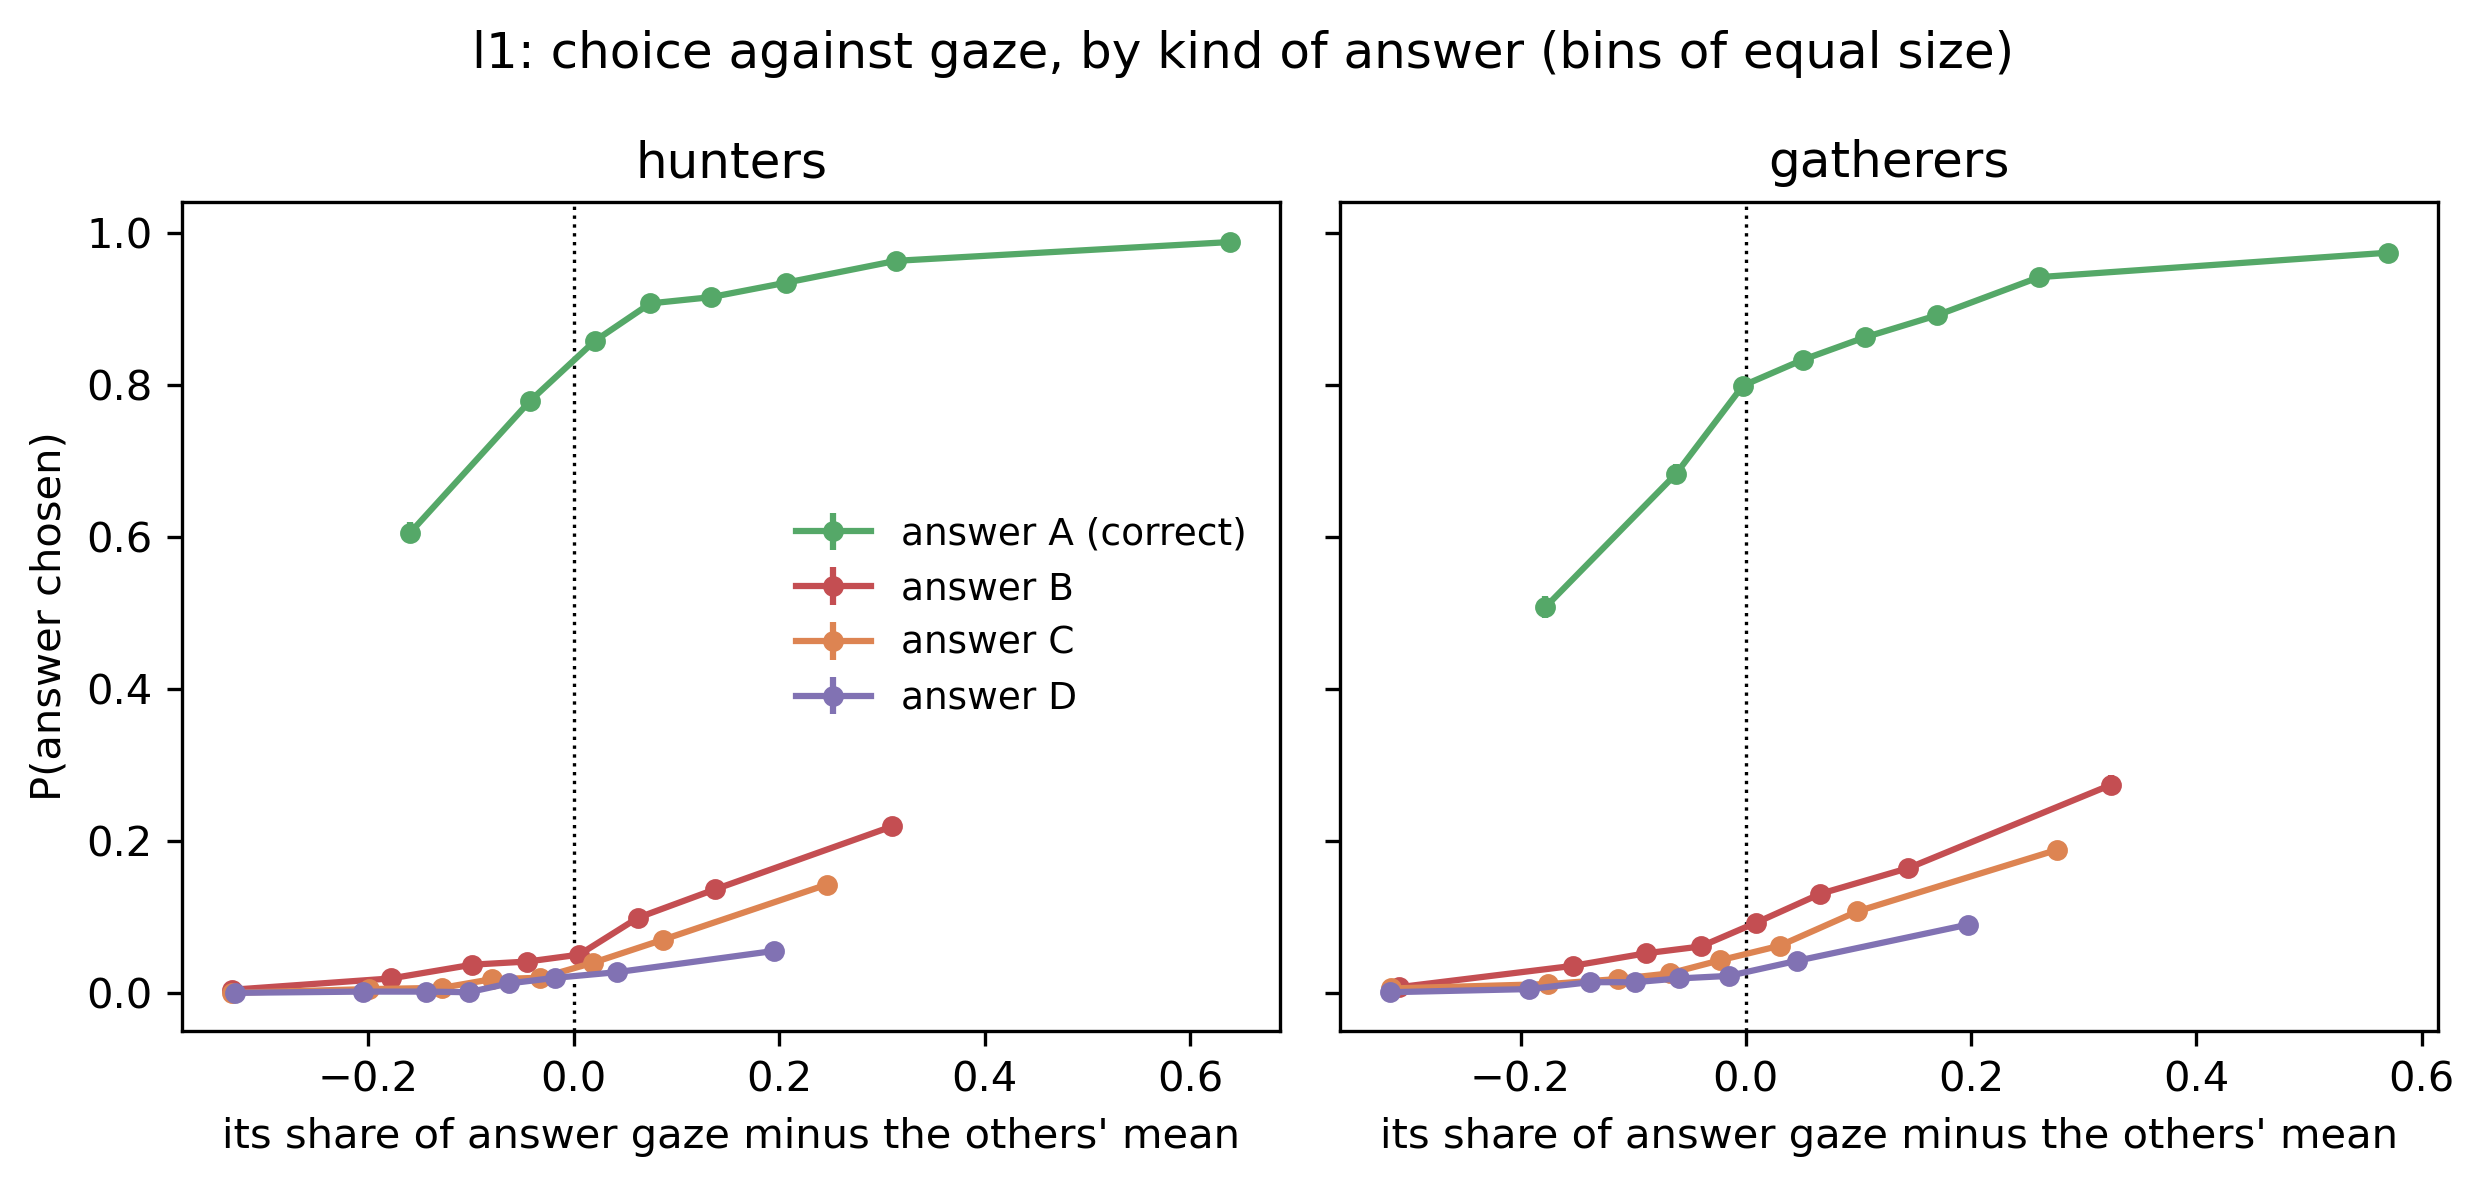 l1: choice against gaze, by kind of answer (bins of equal size)
hunters
gatherers
P(answer chosen)
1.0
0.8
0.6
0.4
0.2
0.0
answer A (correct)
answer B
answer C
answer D
−0.2 0.0 0.2 0.4 0.6
−0.2 0.0 0.2 0.4 0.6
its share of answer gaze minus the others' mean
its share of answer gaze minus the others' mean